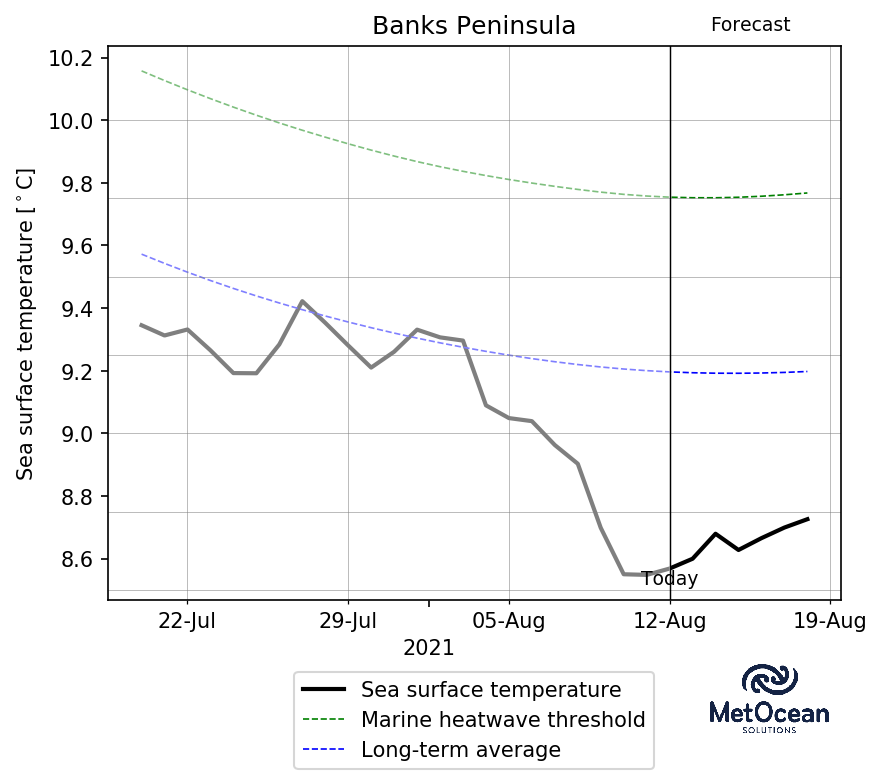 Banks Peninsula
Forecast
Sea surface temperature [°C]
10.2
10.0
9.8
9.6
9.4
9.2
9.0
8.8
8.6
Today
22-Jul
29-Jul
05-Aug
12-Aug
19-Aug
2021
Sea surface temperature
Marine heatwave threshold
Long-term average
MetOcean
SOLUTIONS